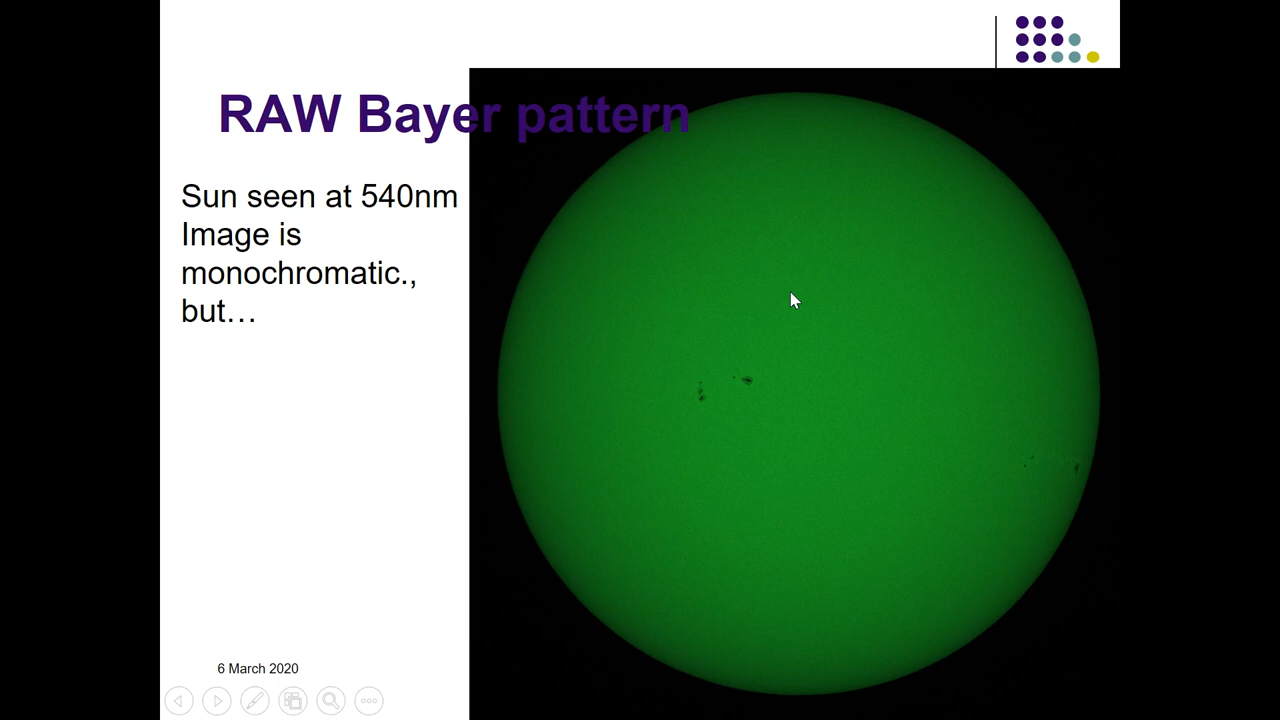 RAW Bayer pattern
Sun seen at 540nm
Image is
monochromatic.,
but…
6 March 2020